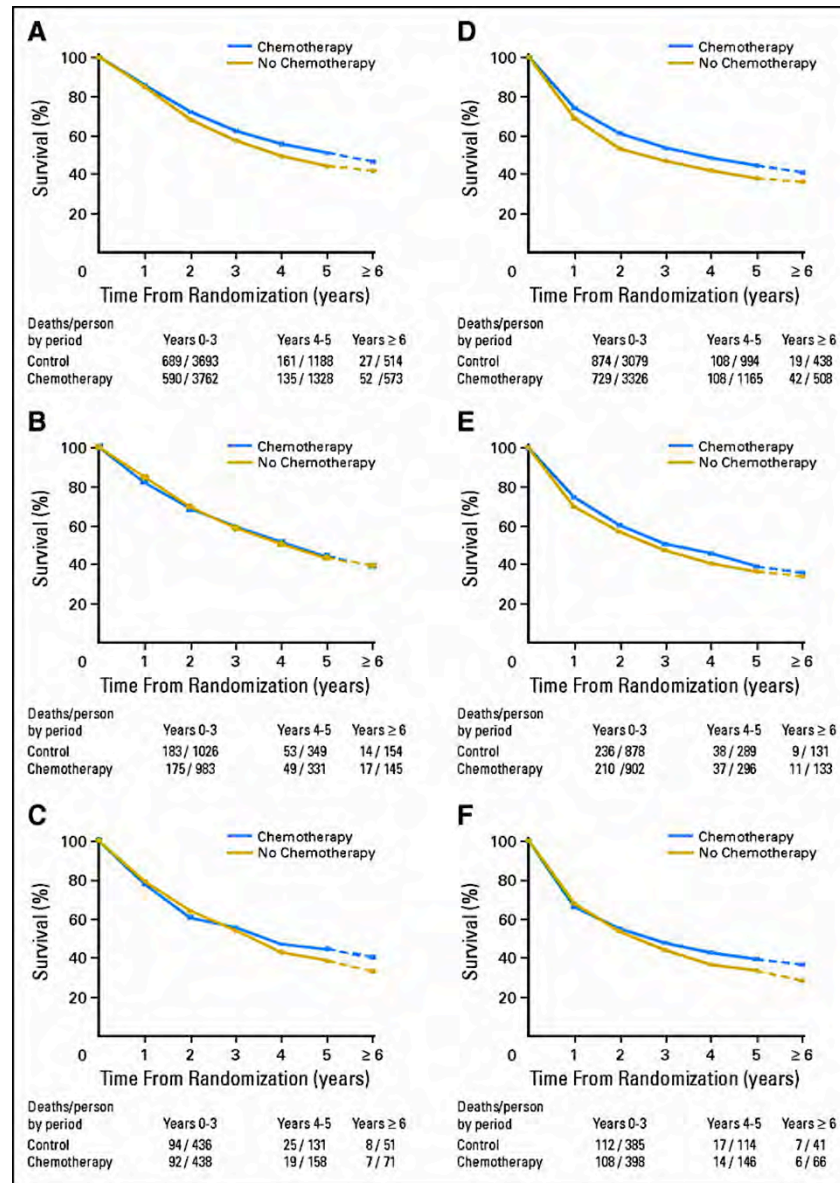 A
Chemotherapy
No Chemotherapy
Survival (%)
100
80
60
40
20
0 1 2 3 4 5 ≥ 6
Time From Randomization (years)
Deaths/person
by period Years 0-3 Years 4-5 Years ≥ 6
Control 689 / 3693 161 / 1188 27 / 514
Chemotherapy 590 / 3762 135 / 1328 52 / 573
B
Chemotherapy
No Chemotherapy
Survival (%)
100
80
60
40
20
0 1 2 3 4 5 ≥ 6
Time From Randomization (years)
Deaths/person
by period Years 0-3 Years 4-5 Years ≥ 6
Control 183 / 1026 53 / 349 14 / 154
Chemotherapy 175 / 983 49 / 331 17 / 145
C
Chemotherapy
No Chemotherapy
Survival (%)
100
80
60
40
20
0 1 2 3 4 5 ≥ 6
Time From Randomization (years)
Deaths/person
by period Years 0-3 Years 4-5 Years ≥ 6
Control 94 / 436 25 / 131 8 / 51
Chemotherapy 92 / 438 19 / 158 7 / 71
D
Chemotherapy
No Chemotherapy
Survival (%)
100
80
60
40
20
0 1 2 3 4 5 ≥ 6
Time From Randomization (years)
Deaths/person
by period Years 0-3 Years 4-5 Years ≥ 6
Control 874 / 3079 108 / 994 19 / 438
Chemotherapy 729 / 3326 108 / 1165 42 / 508
E
Chemotherapy
No Chemotherapy
Survival (%)
100
80
60
40
20
0 1 2 3 4 5 ≥ 6
Time From Randomization (years)
Deaths/person
by period Years 0-3 Years 4-5 Years ≥ 6
Control 236 / 878 38 / 289 9 / 131
Chemotherapy 210 / 902 37 / 296 11 / 133
F
Chemotherapy
No Chemotherapy
Survival (%)
100
80
60
40
20
0 1 2 3 4 5 ≥ 6
Time From Randomization (years)
Deaths/person
by period Years 0-3 Years 4-5 Years ≥ 6
Control 112 / 385 17 / 114 7 / 41
Chemotherapy 108 / 398 14 / 146 6 / 66